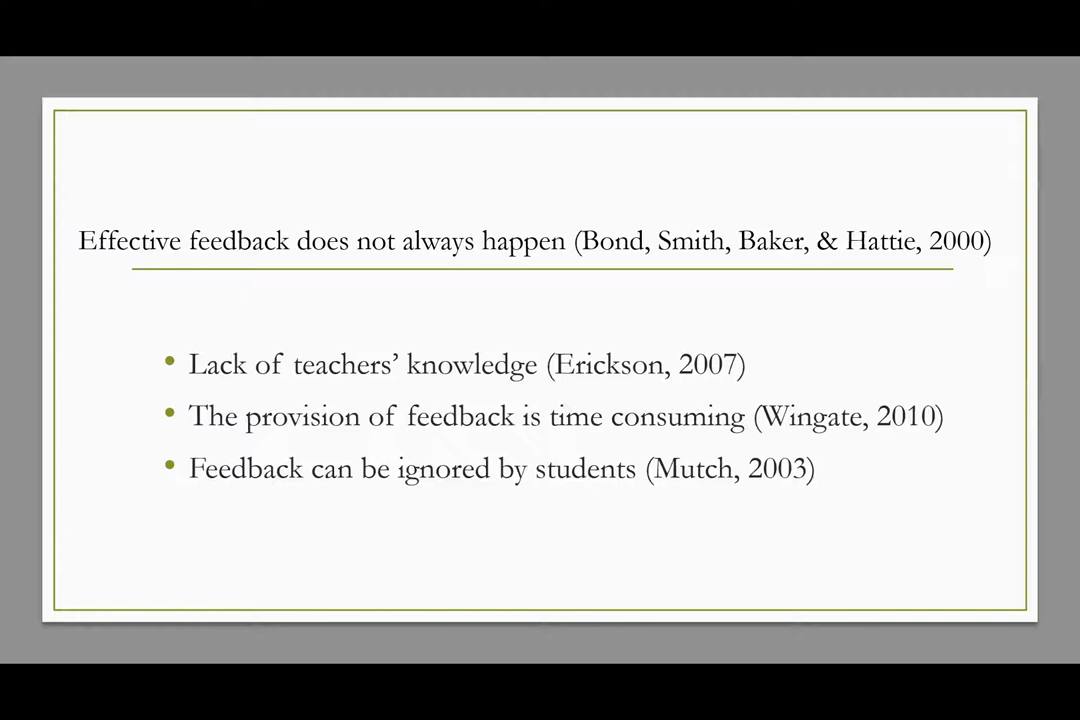 Effective feedback does not always happen (Bond, Smith, Baker, & Hattie, 2000)
• Lack of teachers’ knowledge (Erickson, 2007)
• The provision of feedback is time consuming (Wingate, 2010)
• Feedback can be ignored by students (Mutch, 2003)